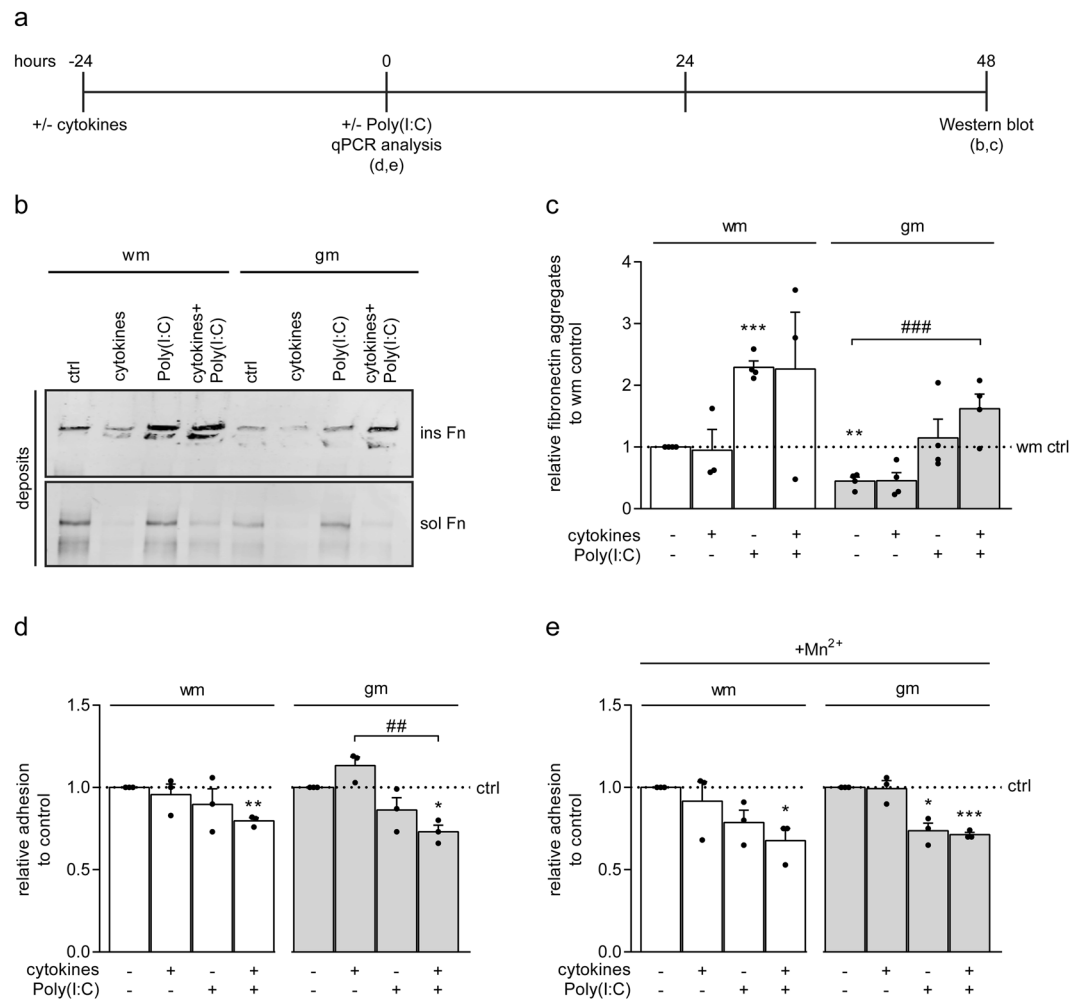 a
hours -24 0 24 48
+/- cytokines +/- Poly(I:C) Western blot
qPCR analysis (b,c)
(d,e)
b
wm gm
ctrl
cytokines
Poly(I:C)
cytokines+
Poly(I:C)
ctrl
cytokines
Poly(I:C)
cytokines+
Poly(I:C)
deposits
ins Fn
sol Fn
c
wm gm
relative fibronectin aggregates
to wm control
4
3
2
1
0
***
**
###
wm ctrl
cytokines - + - + - + - +
Poly(I:C) - - + + - - + +
d
wm gm
relative adhesion
to control
1.5
1.0
0.5
0.0
**
##
*
ctrl
cytokines - + - + - + - +
Poly(I:C) - - + + - - + +
e
+Mn2+
wm gm
relative adhesion
to control
1.5
1.0
0.5
0.0
*
*
***
ctrl
cytokines - + - + - + - +
Poly(I:C) - - + + - - + +